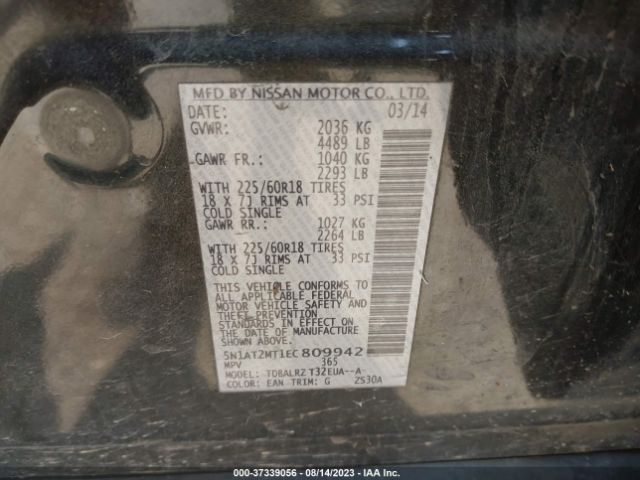 MFD BY NISSAN MOTOR CO., LTD.
DATE: 03/14
GVWR: 2036 KG
4489 LB
GAWR FR.: 1040 KG
2293 LB
WITH 225/60R18 TIRES
18 X 7J RIMS AT 33 PSI
COLD SINGLE
GAWR RR.: 1027 KG
2264 LB
WITH 225/60R18 TIRES
18 X 7J RIMS AT 33 PSI
COLD SINGLE
THIS VEHICLE CONFORMS TO
ALL APPLICABLE FEDERAL
MOTOR VEHICLE SAFETY AND
THEFT PREVENTION
STANDARDS IN EFFECT ON
THE DATE OF MANUFACTURE
SHOWN ABOVE.
5N1AT2MT1EC809942
MPV 365
MODEL: TDBALRZ T32EUA--A-
COLOR: EAN TRIM: G ZS30A
000-37339056 - 08/14/2023 - IAA Inc.